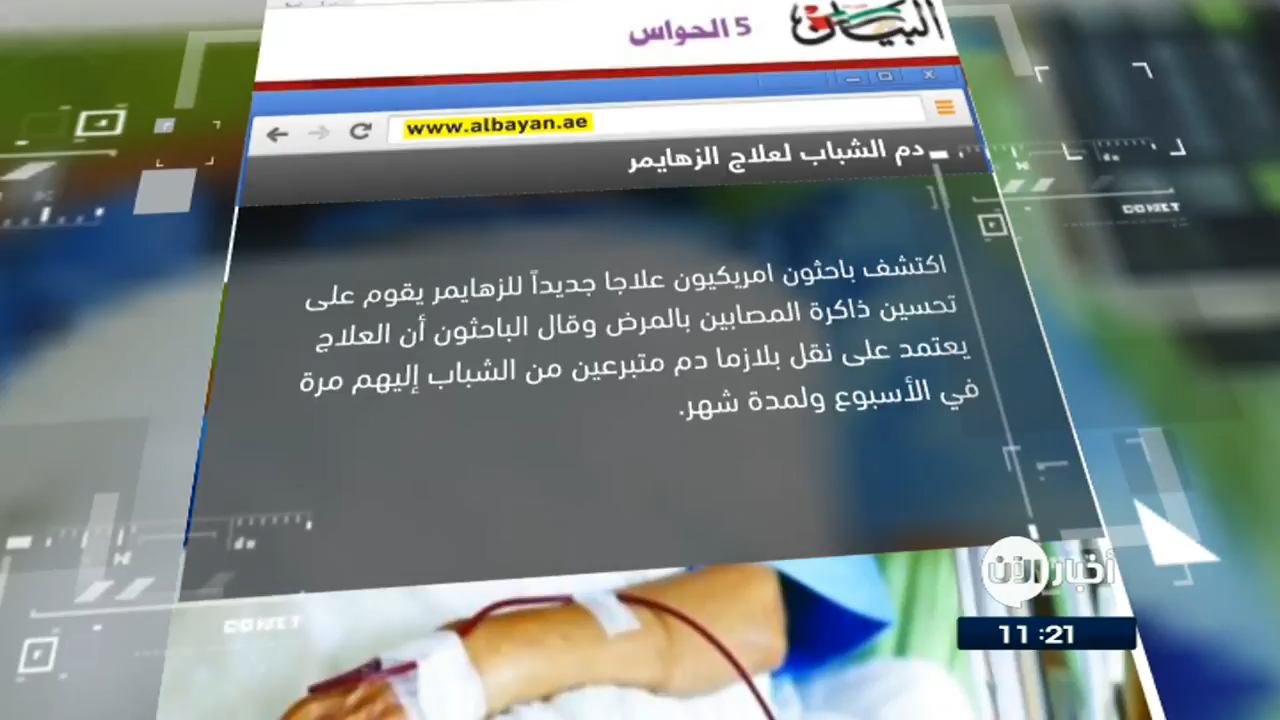 البيان
5 الحواس
www.albayan.ae
دم الشباب لعلاج الزهايمر
اكتشف باحثون امريكيون علاجا جديداً للزهايمر يقوم على
تحسين ذاكرة المصابين بالمرض وقال الباحثون أن العلاج
يعتمد على نقل بلازما دم متبرعين من الشباب إليهم مرة
في الأسبوع ولمدة شهر.
أخبار الآن
11:21